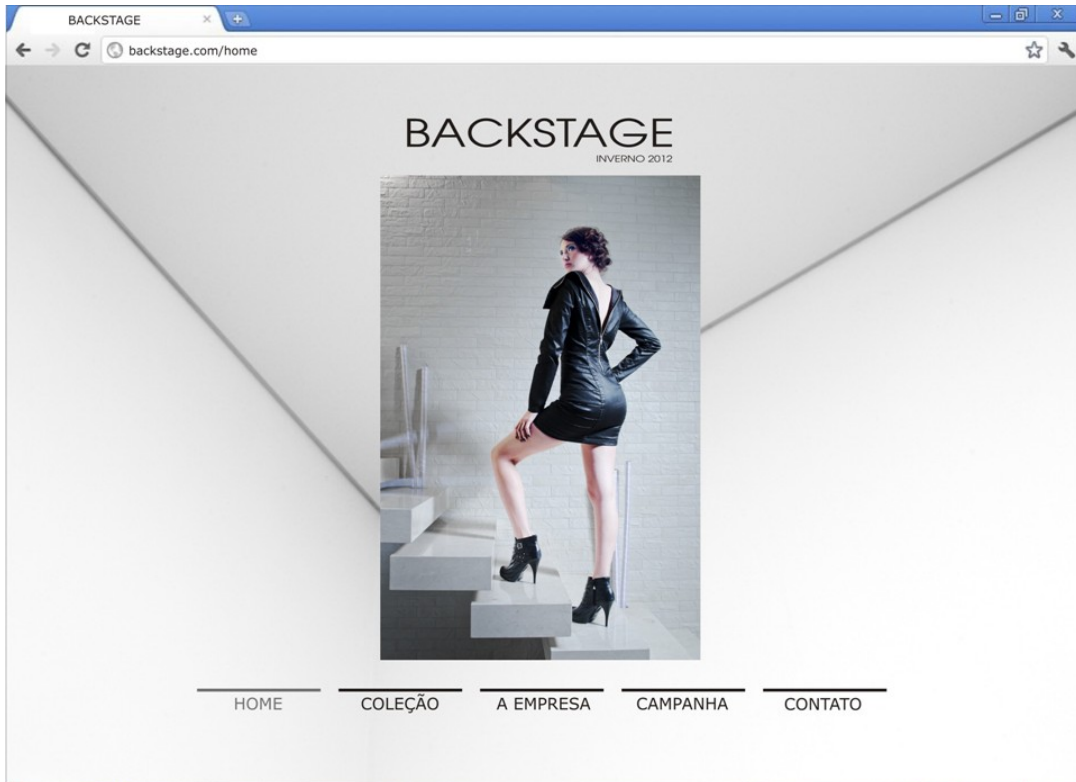 BACKSTAGE
backstage.com/home
BACKSTAGE
INVERNO 2012
HOME COLEÇÃO A EMPRESA CAMPANHA CONTATO